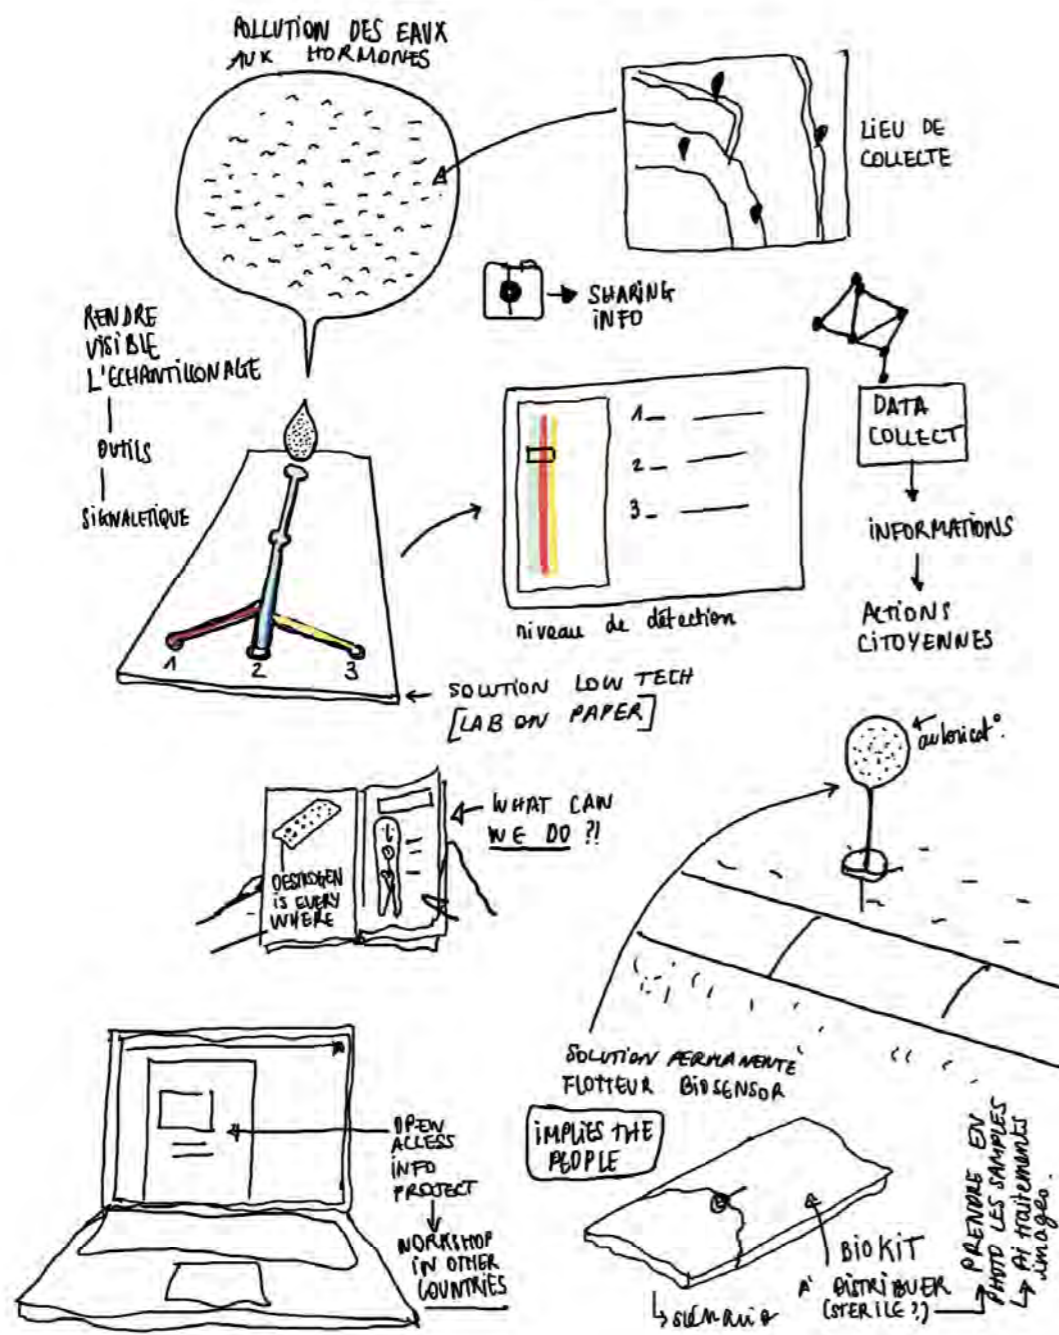 POLLUTION DES EAUX
AUX HORMONES
LIEU DE
COLLECTE
SHARING
INFO
RENDRE
VISIBLE
L'ECHANTILLONAGE
OUTILS
SIGNALETIQUE
DATA
COLLECT
INFORMATIONS
ACTIONS
CITOYENNES
1
2
3
niveau de détection
1
2
3
SOLUTION LOW TECH
[LAB ON PAPER]
WHAT CAN
WE DO ?!
OESTROGEN
IS EVERY
WHERE
SOLUTION PERMANENTE
FLOTTEUR BIOSENSOR
OPEN
ACCESS
INFO
PROJECT
WORKSHOP
IN OTHER
COUNTRIES
IMPLIES THE
PEOPLE
BIOKIT
A DISTRIBUER
(STERILE ?)
scénario
PRENDRE EN
PHOTO LES SAMPLES
traitements
images.